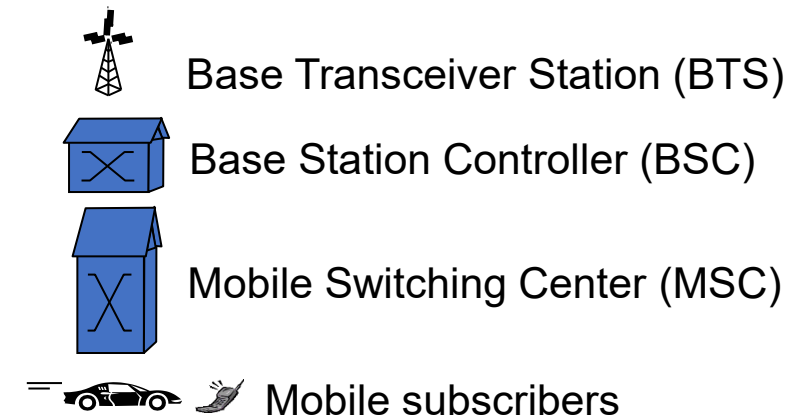 Base Transceiver Station (BTS)
Base Station Controller (BSC)
Mobile Switching Center (MSC)
Mobile subscribers